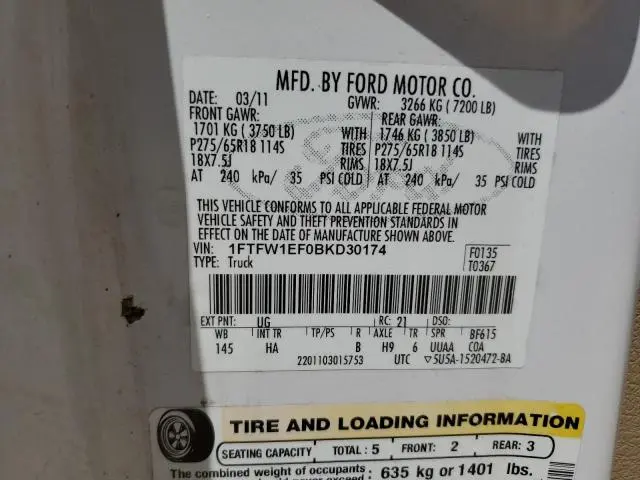 MFD. BY FORD MOTOR CO.
DATE: 03/11 GVWR: 3266 KG ( 7200 LB)
FRONT GAWR: REAR GAWR:
1701 KG ( 3750 LB) WITH 1746 KG ( 3850 LB) WITH
P275/65R18 114S TIRES P275/65R18 114S TIRES
18X7.5J RIMS 18X7.5J RIMS
AT 240 kPa/ 35 PSI COLD AT 240 kPa/ 35 PSI COLD
THIS VEHICLE CONFORMS TO ALL APPLICABLE FEDERAL MOTOR
VEHICLE SAFETY AND THEFT PREVENTION STANDARDS IN
EFFECT ON THE DATE OF MANUFACTURE SHOWN ABOVE.
VIN: 1FTFW1EF0BKD30174 F0135
TYPE: Truck T0367
EXT PNT: UG RC: 21 DSO:
WB INT TR TP/PS R AXLE TR SPR BF615
145 HA B H9 6 UUAA COA
2201103015753 UTC ▽5U5A-1520472-BA
TIRE AND LOADING INFORMATION
SEATING CAPACITY TOTAL: 5 FRONT: 2 REAR: 3
The combined weight of occupants 635 kg or 1401 lbs.